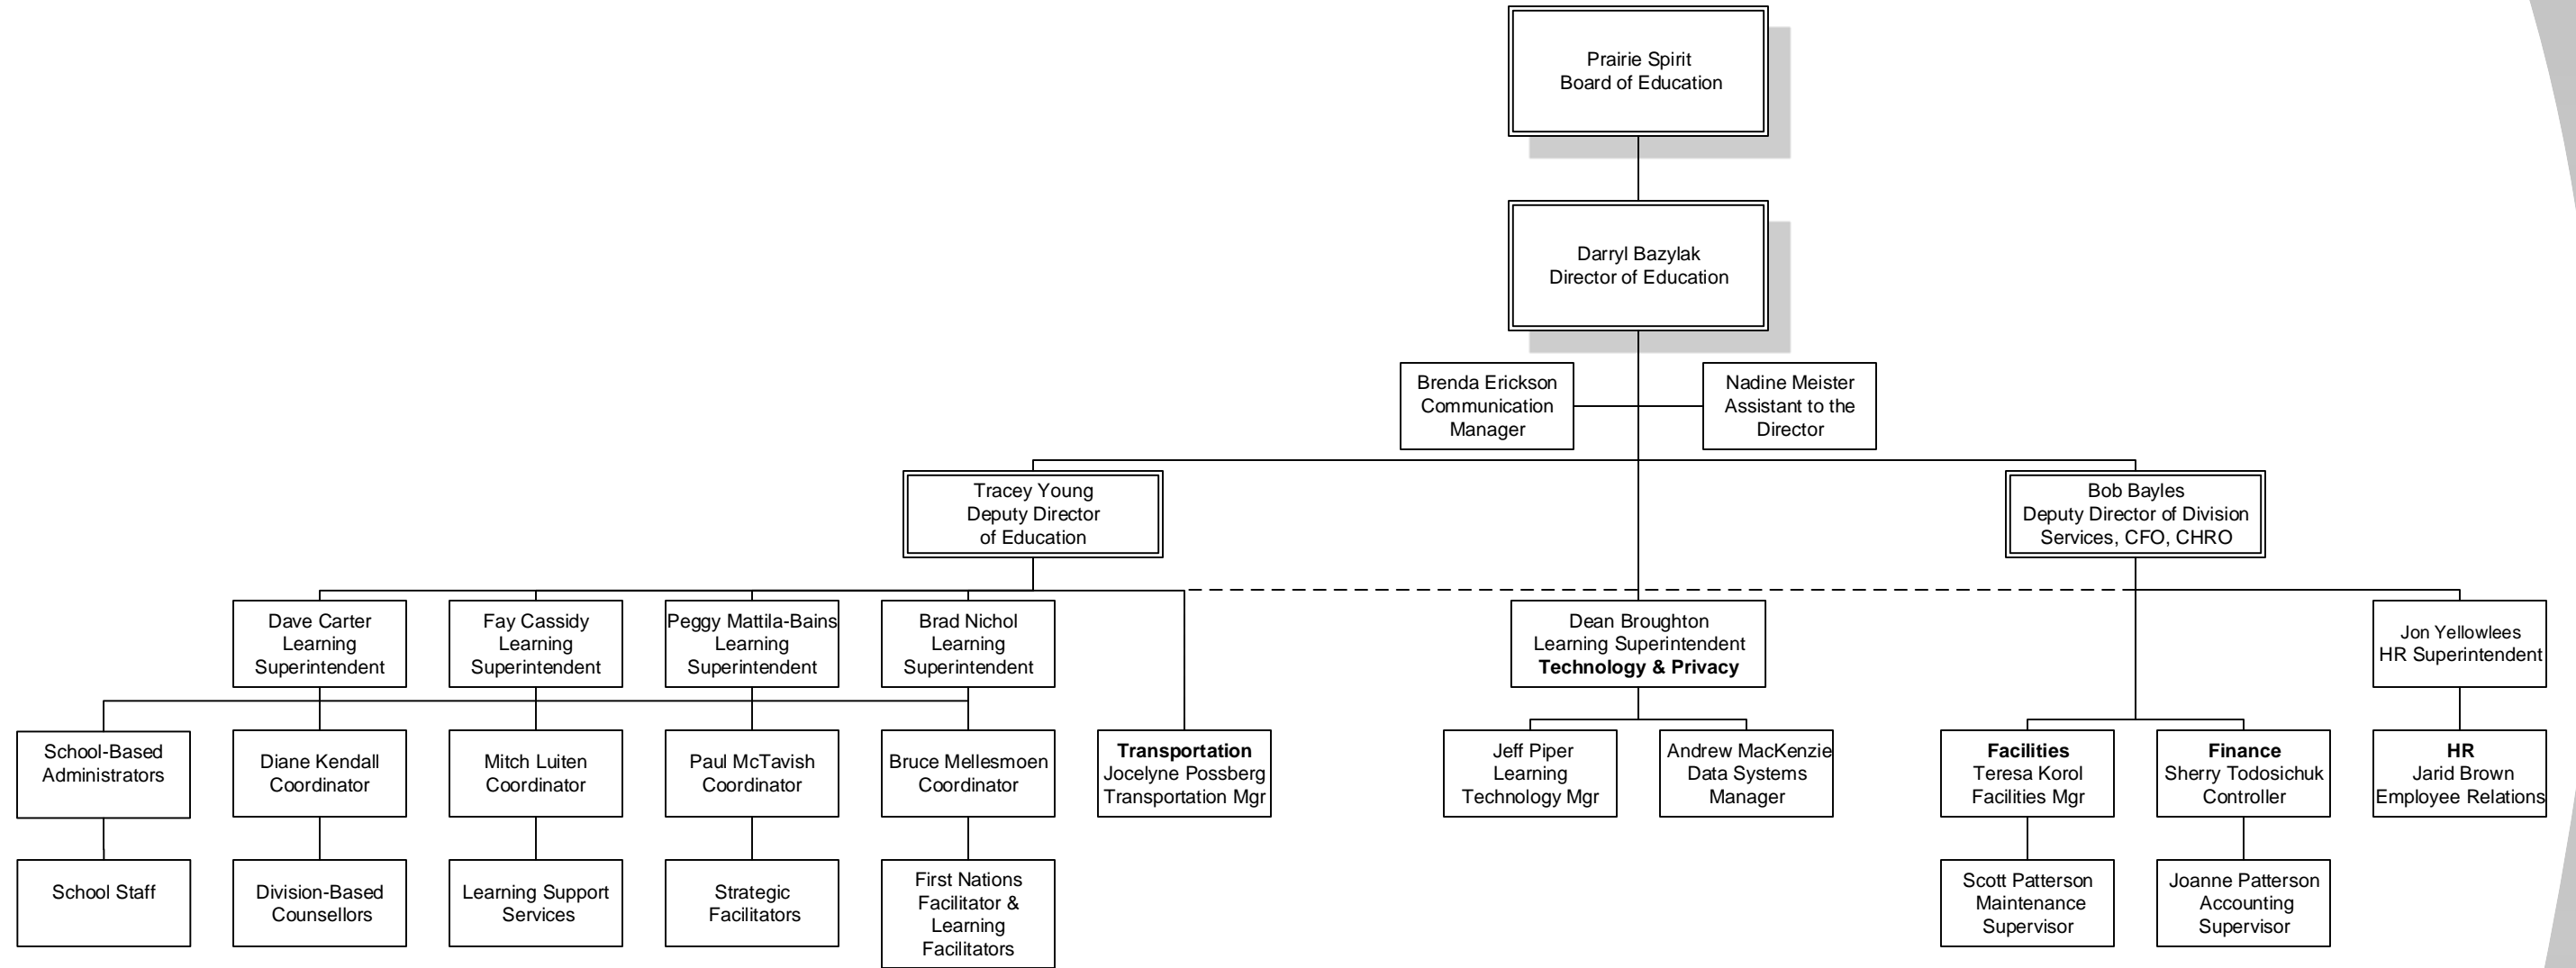 Prairie Spirit
Board of Education
Darryl Bazylak
Director of Education
Brenda Erickson
Communication
Manager
Nadine Meister
Assistant to the
Director
Tracey Young
Deputy Director
of Education
Bob Bayles
Deputy Director of Division
Services, CFO, CHRO
Dave Carter
Learning
Superintendent
Fay Cassidy
Learning
Superintendent
Peggy Mattila-Bains
Learning
Superintendent
Brad Nichol
Learning
Superintendent
Dean Broughton
Learning Superintendent
Technology & Privacy
Jon Yellowlees
HR Superintendent
School-Based
Administrators
Diane Kendall
Coordinator
Mitch Luiten
Coordinator
Paul McTavish
Coordinator
Bruce Mellesmoen
Coordinator
Transportation
Jocelyne Possberg
Transportation Mgr
Jeff Piper
Learning
Technology Mgr
Andrew MacKenzie
Data Systems
Manager
Facilities
Teresa Korol
Facilities Mgr
Finance
Sherry Todosichuk
Controller
HR
Jarid Brown
Employee Relations
School Staff
Division-Based
Counsellors
Learning Support
Services
Strategic
Facilitators
First Nations
Facilitator &
Learning
Facilitators
Scott Patterson
Maintenance
Supervisor
Joanne Patterson
Accounting
Supervisor